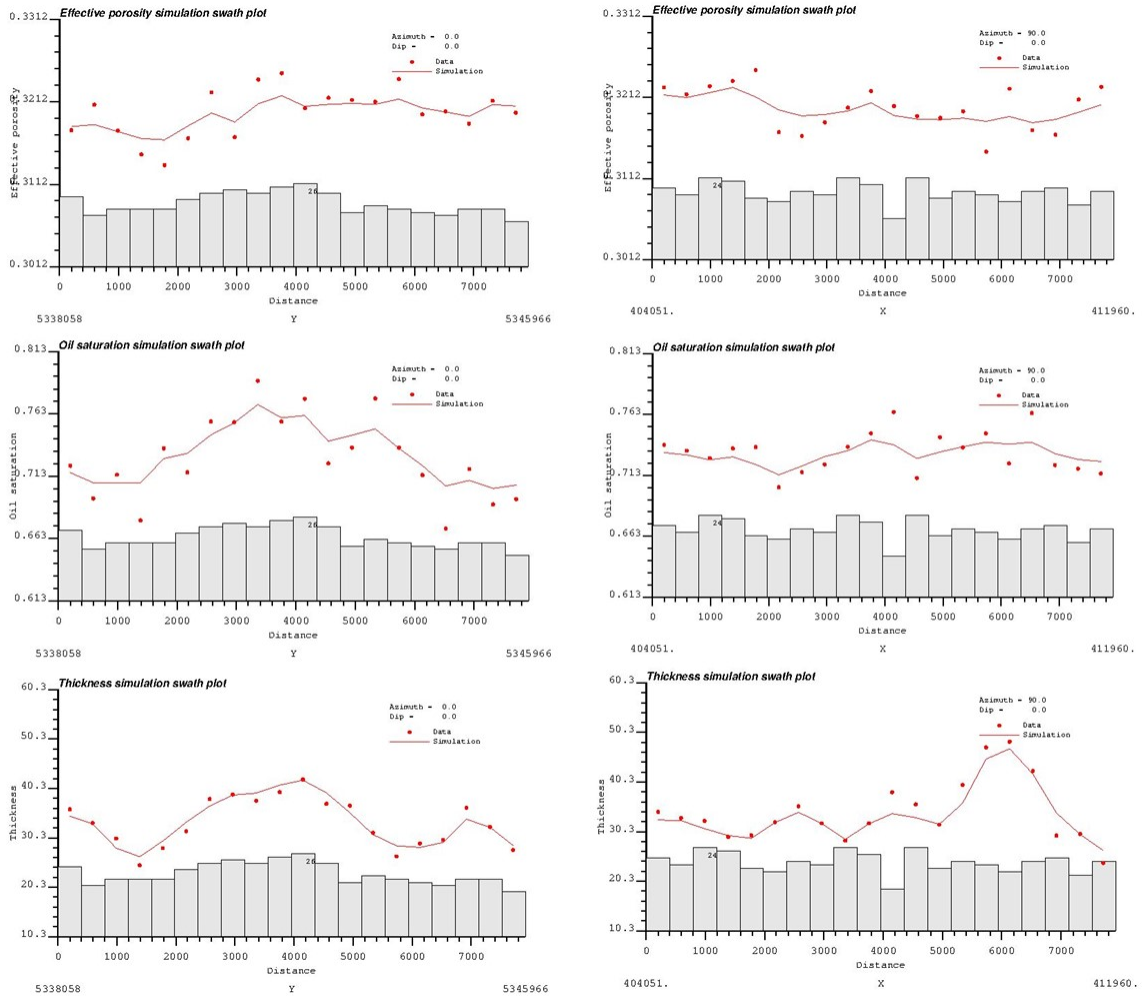 Effective porosity simulation swath plot
0.3312
Azimuth = 0.0
Dip = 0.0
Data
Simulation
0.3212
Effective porosity
0.3112
26
0.3012
0 1000 2000 3000 4000 5000 6000 7000
Distance
5338058 Y 5345966
Effective porosity simulation swath plot
0.3312
Azimuth = 90.0
Dip = 0.0
Data
Simulation
0.3212
Effective porosity
0.3112
24
0.3012
0 1000 2000 3000 4000 5000 6000 7000
Distance
404051. X 411960.
Oil saturation simulation swath plot
0.813
Azimuth = 0.0
Dip = 0.0
Data
Simulation
0.763
0.713
Oil saturation
0.663
26
0.613
0 1000 2000 3000 4000 5000 6000 7000
Distance
5338058 Y 5345966
Oil saturation simulation swath plot
0.813
Azimuth = 90.0
Dip = 0.0
Data
Simulation
0.763
0.713
Oil saturation
0.663
24
0.613
0 1000 2000 3000 4000 5000 6000 7000
Distance
404051. X 411960.
Thickness simulation swath plot
60.3
Azimuth = 0.0
Dip = 0.0
Data
Simulation
50.3
40.3
Thickness
30.3
26
20.3
10.3
0 1000 2000 3000 4000 5000 6000 7000
Distance
5338058 Y 5345966
Thickness simulation swath plot
60.3
Azimuth = 90.0
Dip = 0.0
Data
Simulation
50.3
40.3
Thickness
30.3
24
20.3
10.3
0 1000 2000 3000 4000 5000 6000 7000
Distance
404051. X 411960.